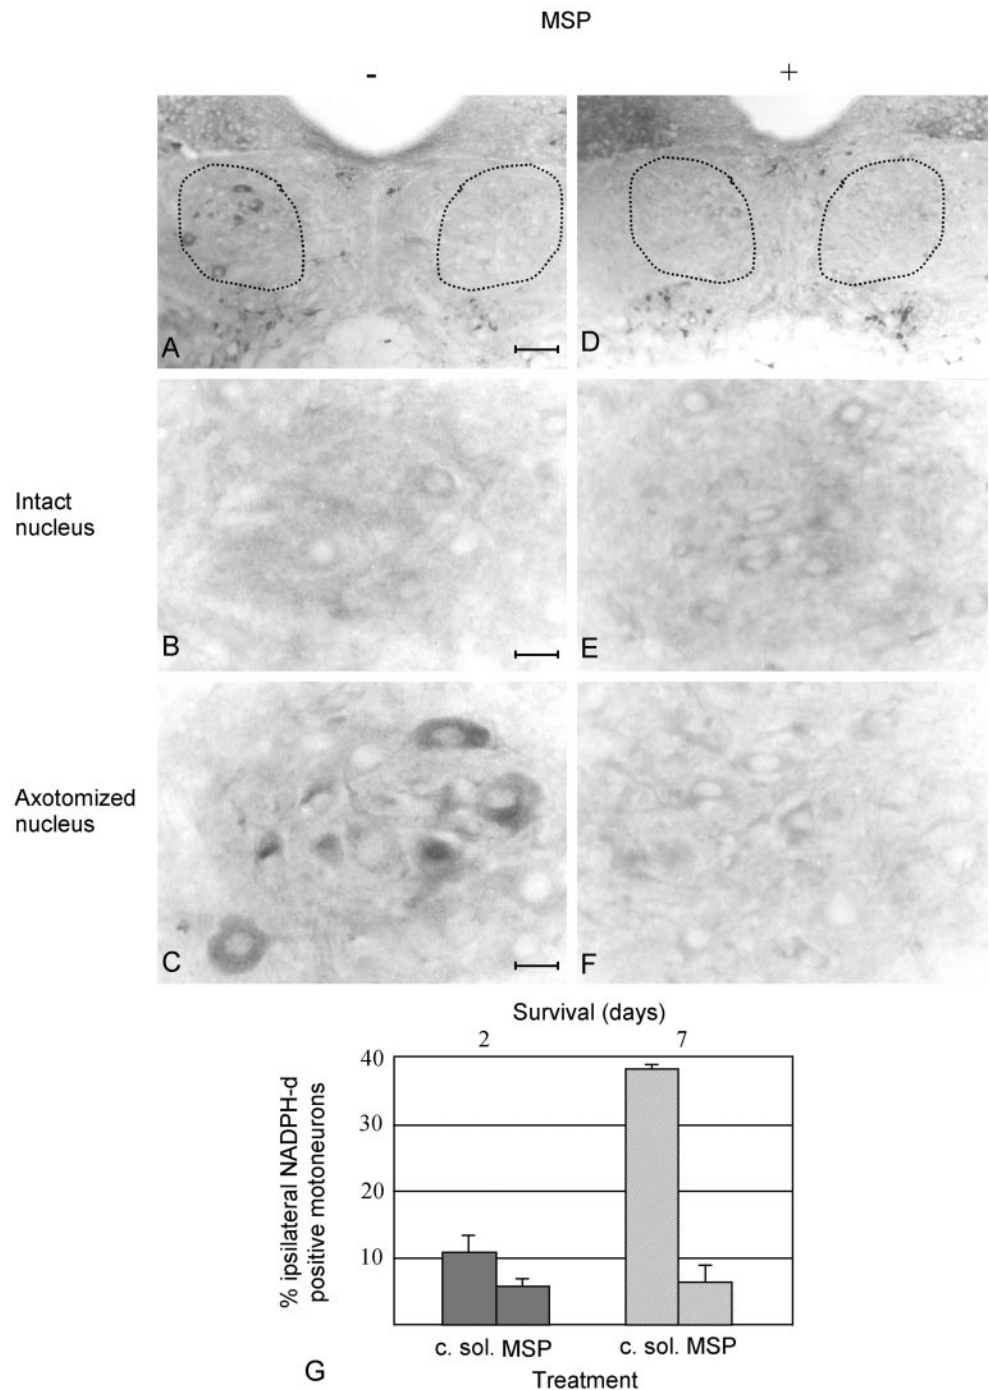 MSP
- +
A D
Intact
nucleus
B E
Axotomized
nucleus
C F
Survival (days)
2 7
40
30
20
10
% ipsilateral NADPH-d
positive motoneurons
c. sol. MSP c. sol. MSP
G Treatment